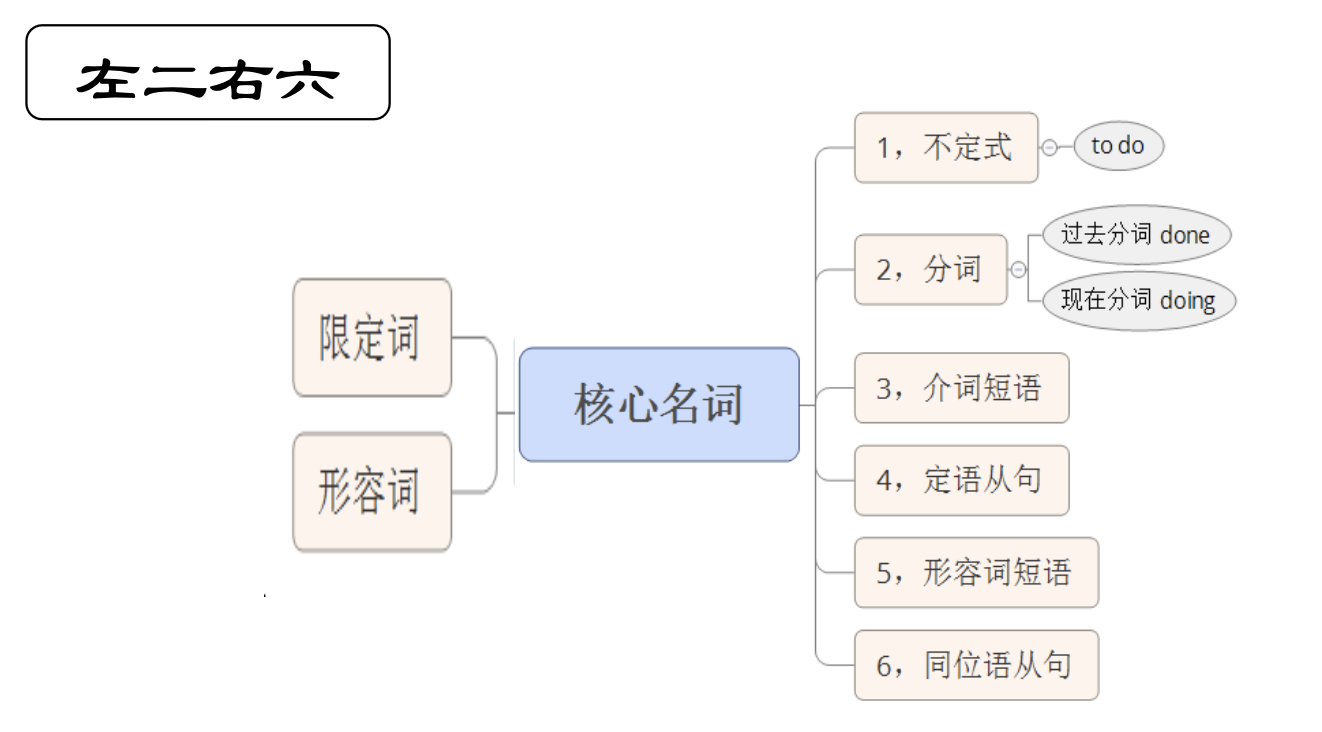 左二右六
限定词
形容词
核心名词
1，不定式
to do
2，分词
过去分词 done
现在分词 doing
3，介词短语
4，定语从句
5，形容词短语
6，同位语从句